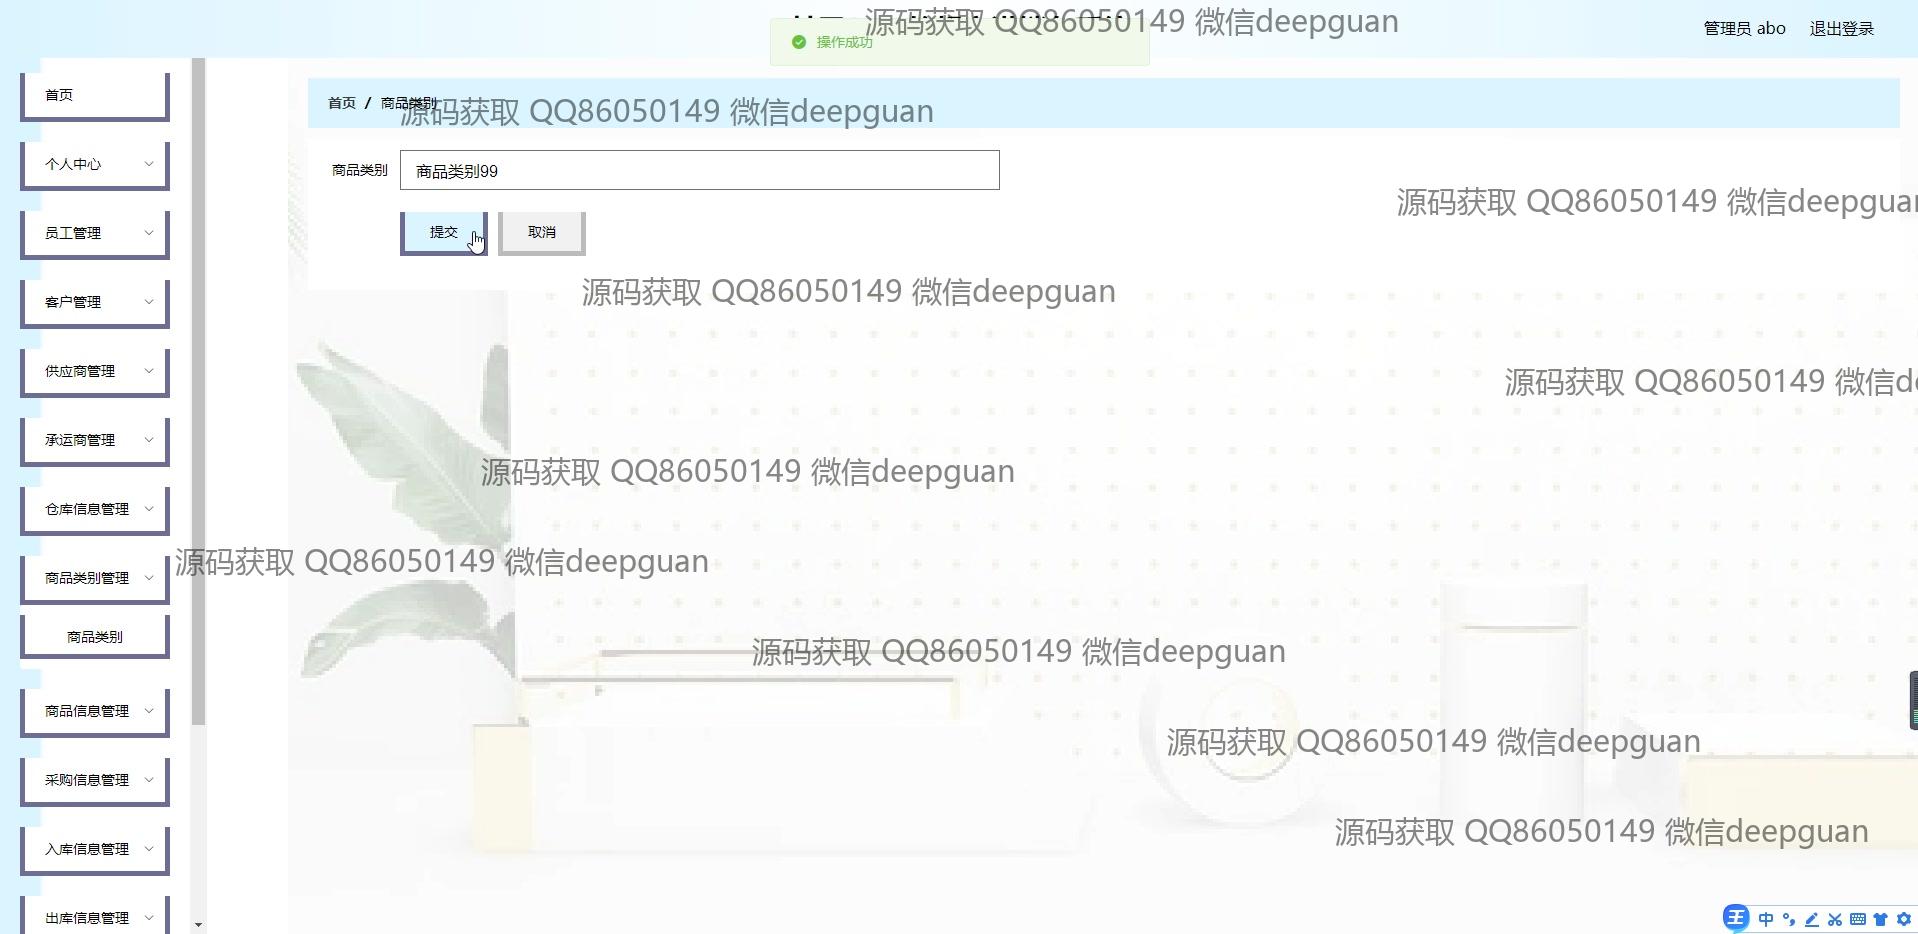 源码获取 QQ86050149 微信deepguan
操作成功
管理员 abo
退出登录
首页
首页 / 商品类别
源码获取 QQ86050149 微信deepguan
个人中心
商品类别
商品类别99
源码获取 QQ86050149 微信deepguan
员工管理
提交
取消
客户管理
源码获取 QQ86050149 微信deepguan
供应商管理
源码获取 QQ86050149 微信de
承运商管理
源码获取 QQ86050149 微信deepguan
仓库信息管理
源码获取 QQ86050149 微信deepguan
商品类别管理
商品类别
源码获取 QQ86050149 微信deepguan
商品信息管理
源码获取 QQ86050149 微信deepguan
采购信息管理
源码获取 QQ86050149 微信deepguan
入库信息管理
出库信息管理
王 中